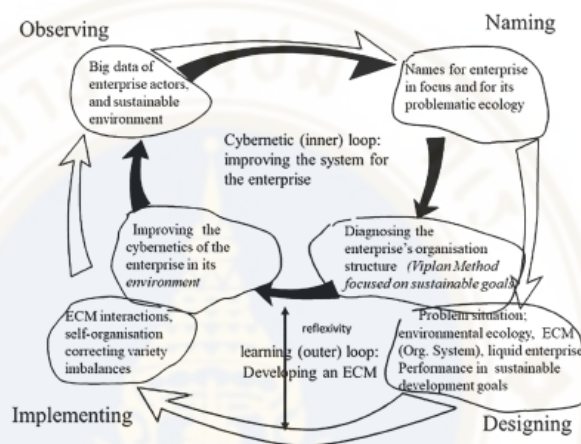 Observing
Naming
Big data of
enterprise actors,
and sustainable
environment
Names for enterprise
in focus and for its
problematic ecology
Cybernetic (inner) loop:
improving the system for
the enterprise
Improving the
cybernetics of the
enterprise in its
environment
Diagnosing the
enterprise's organisation
structure (Viplan Method
focused on sustainable goals)
ECM interactions,
self-organisation
correcting variety
imbalances
reflexivity
learning (outer) loop:
Developing an ECM
Problem situation;
environmental ecology, ECM
(Org. System), liquid enterprise
Performance in sustainable
development goals
Implementing
Designing